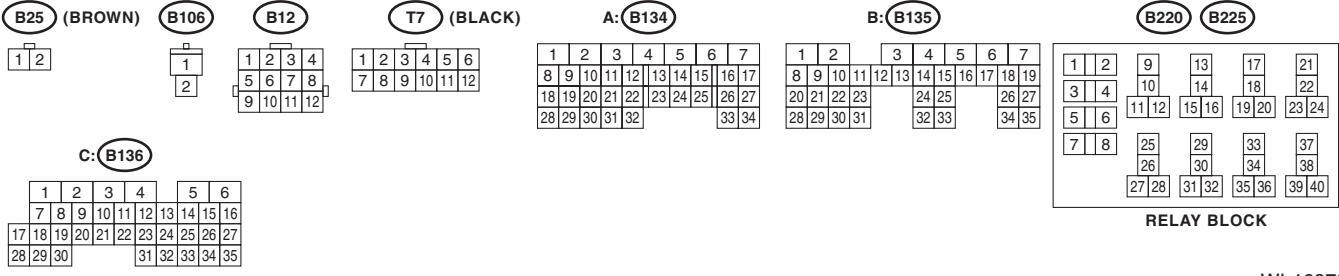 B25 (BROWN) B106 B12 T7 (BLACK) A: B134 B: B135 B220 B225
1 2
1
2
1 2 3 4
5 6 7 8
9 10 11 12
1 2 3 4 5 6
7 8 9 10 11 12
1 2 3 4 5 6 7
8 9 10 11 12 13 14 15 16 17
18 19 20 21 22 23 24 25 26 27
28 29 30 31 32 33 34
1 2 3 4 5 6 7
8 9 10 11 12 13 14 15 16 17 18 19
20 21 22 23 24 25 26 27
28 29 30 31 32 33 34 35
1 2 9 13 17 21
3 4 10 14 18 22
11 12 15 16 19 20 23 24
5 6
7 8 25 29 33 37
26 30 34 38
27 28 31 32 35 36 39 40
RELAY BLOCK
C: B136
1 2 3 4 5 6
7 8 9 10 11 12 13 14 15 16
17 18 19 20 21 22 23 24 25 26 27
28 29 30 31 32 33 34 35